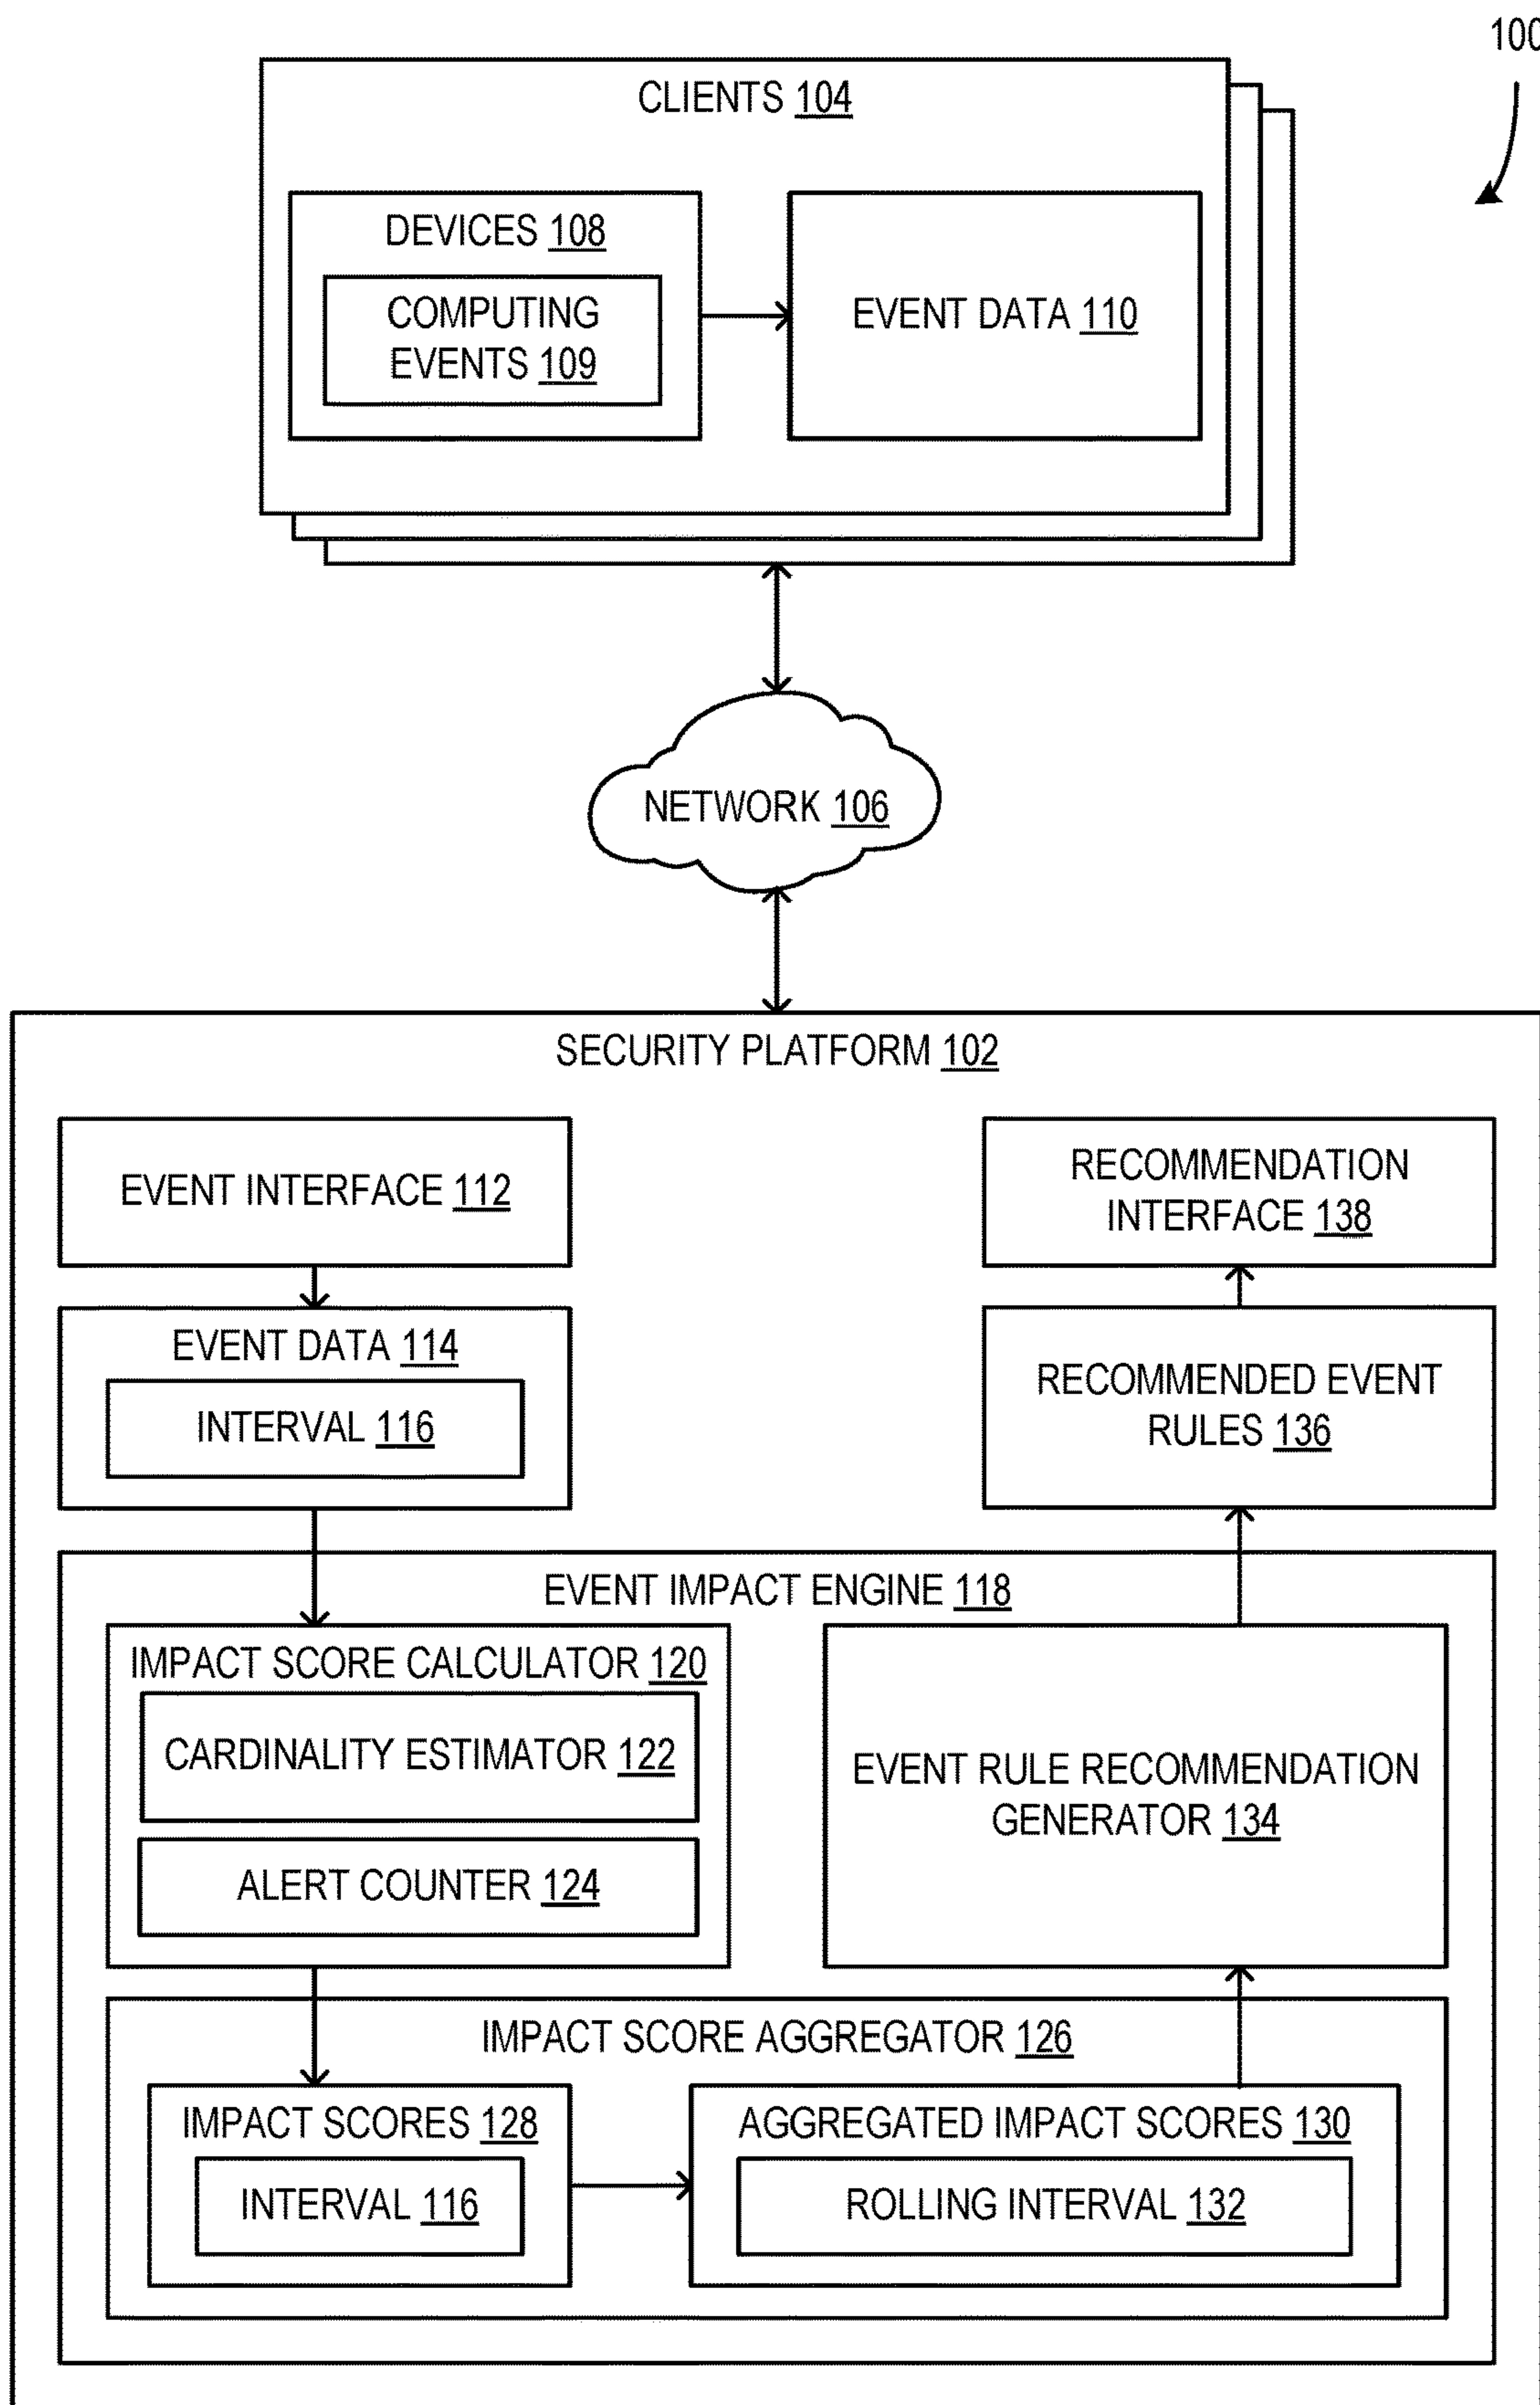 100
CLIENTS 104
DEVICES 108
COMPUTING
EVENTS 109
EVENT DATA 110
NETWORK 106
SECURITY PLATFORM 102
EVENT INTERFACE 112
RECOMMENDATION
INTERFACE 138
EVENT DATA 114
INTERVAL 116
RECOMMENDED EVENT
RULES 136
EVENT IMPACT ENGINE 118
IMPACT SCORE CALCULATOR 120
CARDINALITY ESTIMATOR 122
ALERT COUNTER 124
EVENT RULE RECOMMENDATION
GENERATOR 134
IMPACT SCORE AGGREGATOR 126
IMPACT SCORES 128
INTERVAL 116
AGGREGATED IMPACT SCORES 130
ROLLING INTERVAL 132